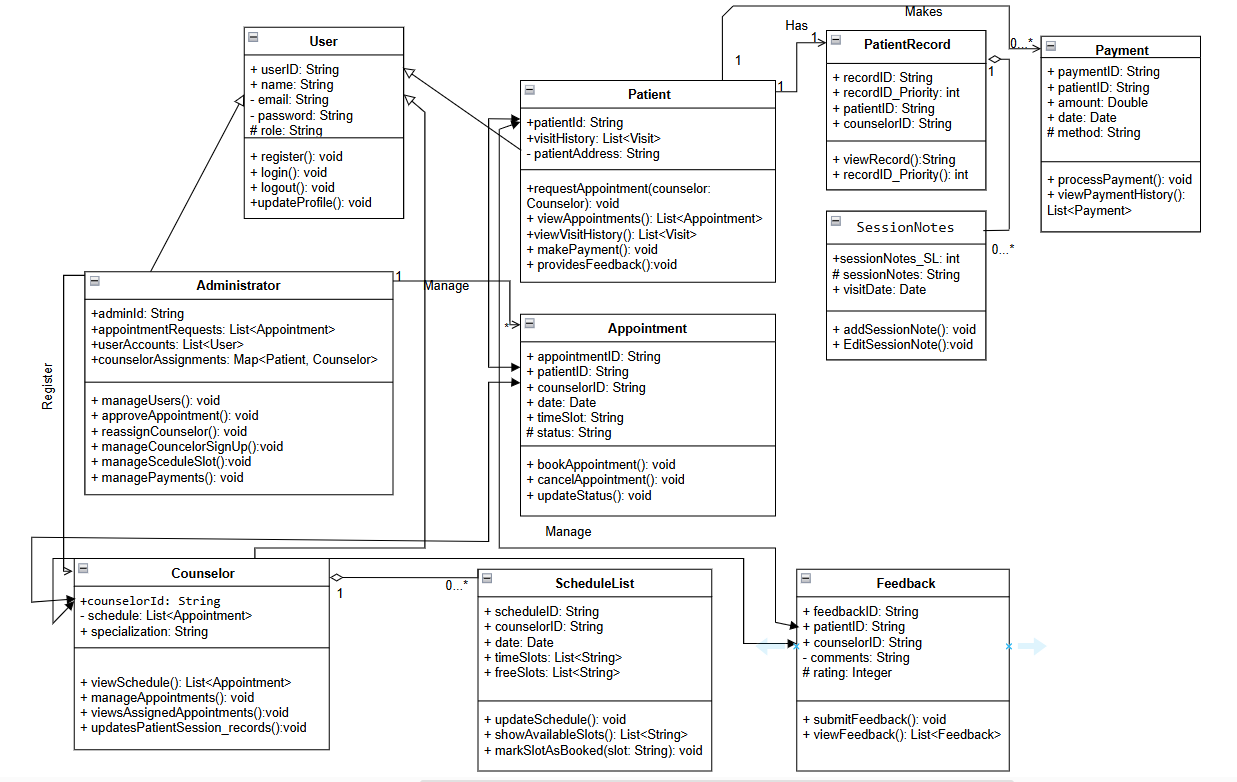 Makes
Has
1
0...*
1
1
1
User
+ userID: String
+ name: String
- email: String
- password: String
# role: String
+ register(): void
+ login(): void
+ logout(): void
+updateProfile(): void
Patient
+patientId: String
+visitHistory: List<Visit>
- patientAddress: String
+requestAppointment(counselor:
Counselor): void
+ viewAppointments(): List<Appointment>
+viewVisitHistory(): List<Visit>
+ makePayment(): void
+ providesFeedback():void
PatientRecord
+ recordID: String
+ recordID_Priority: int
+ patientID: String
+ counselorID: String
+ viewRecord():String
+ recordID_Priority(): int
Payment
+ paymentID: String
+ patientID: String
+ amount: Double
+ date: Date
# method: String
+ processPayment(): void
+ viewPaymentHistory():
List<Payment>
SessionNotes
+sessionNotes_SL: int
# sessionNotes: String
+ visitDate: Date
+ addSessionNote(): void
+ EditSessionNote():void
0...*
Administrator
+adminId: String
+appointmentRequests: List<Appointment>
+userAccounts: List<User>
+counselorAssignments: Map<Patient, Counselor>
+ manageUsers(): void
+ approveAppointment(): void
+ reassignCounselor(): void
+ manageCouncelorSignUp():void
+ manageSceduleSlot():void
+ managePayments(): void
1
Manage
*
Register
Appointment
+ appointmentID: String
+ patientID: String
+ counselorID: String
+ date: Date
+ timeSlot: String
# status: String
+ bookAppointment(): void
+ cancelAppointment(): void
+ updateStatus(): void
Manage
Counselor
+counselorId: String
- schedule: List<Appointment>
+ specialization: String
+ viewSchedule(): List<Appointment>
+ manageAppointments(): void
+ viewsAssignedAppointments():void
+ updatesPatientSession_records():void
1
0...*
ScheduleList
+ scheduleID: String
+ counselorID: String
+ date: Date
+ timeSlots: List<String>
+ freeSlots: List<String>
+ updateSchedule(): void
+ showAvailableSlots(): List<String>
+ markSlotAsBooked(slot: String): void
Feedback
+ feedbackID: String
+ patientID: String
+ counselorID: String
- comments: String
# rating: Integer
+ submitFeedback(): void
+ viewFeedback(): List<Feedback>